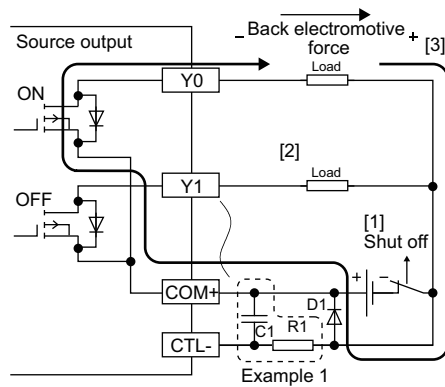 Source output
- Back electromotive force +
[3]
ON
Y0
Load
[2]
OFF
Y1
Load
[1]
Shut off
COM+
+
-
D1
C1
R1
CTL-
Example 1